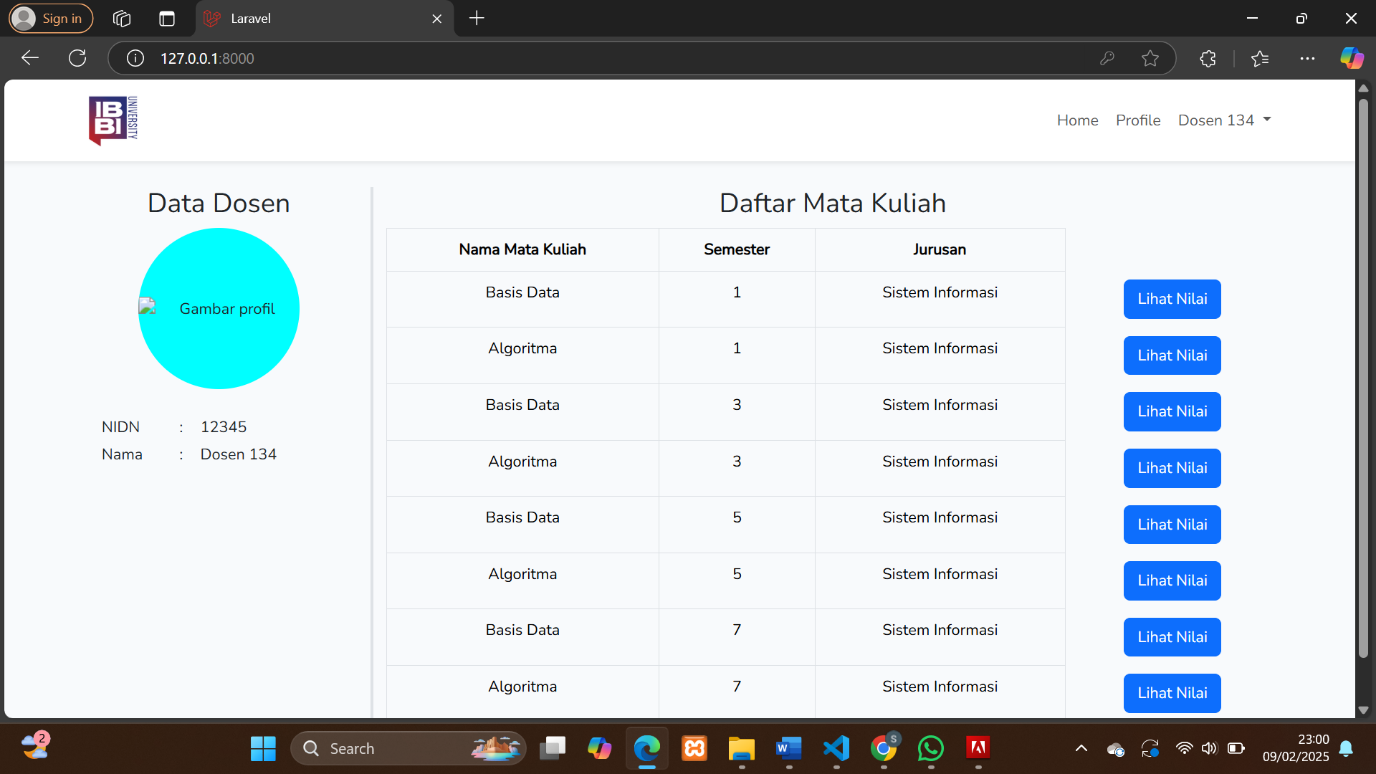 Sign in
Laravel
127.0.0.1:8000
IBBI UNIVERSITY
Home Profile Dosen 134
Data Dosen
Gambar profil
NIDN : 12345
Nama : Dosen 134
Daftar Mata Kuliah
Nama Mata Kuliah Semester Jurusan
Basis Data 1 Sistem Informasi Lihat Nilai
Algoritma 1 Sistem Informasi Lihat Nilai
Basis Data 3 Sistem Informasi Lihat Nilai
Algoritma 3 Sistem Informasi Lihat Nilai
Basis Data 5 Sistem Informasi Lihat Nilai
Algoritma 5 Sistem Informasi Lihat Nilai
Basis Data 7 Sistem Informasi Lihat Nilai
Algoritma 7 Sistem Informasi Lihat Nilai
2
Search
W
S
23:00
09/02/2025